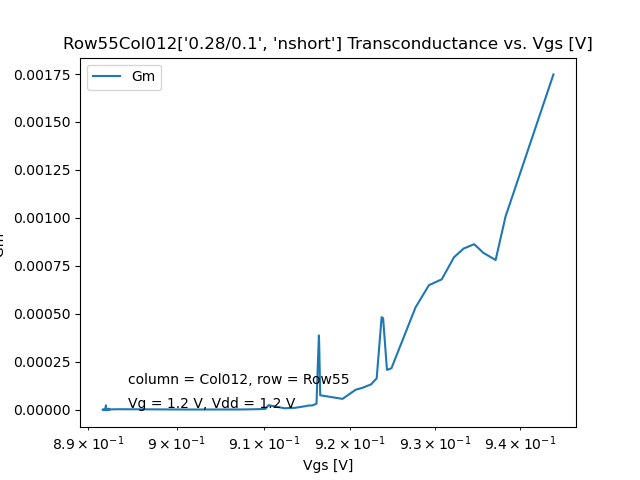 Row55Col012['0.28/0.1', 'nshort'] Transconductance vs. Vgs [V]
Gm
0.00175
0.00150
0.00125
0.00100
0.00075
0.00050
0.00025
0.00000
Gm
column = Col012, row = Row55
Vg = 1.2 V, Vdd = 1.2 V
8.9 × 10⁻¹ 9 × 10⁻¹ 9.1 × 10⁻¹ 9.2 × 10⁻¹ 9.3 × 10⁻¹ 9.4 × 10⁻¹
Vgs [V]